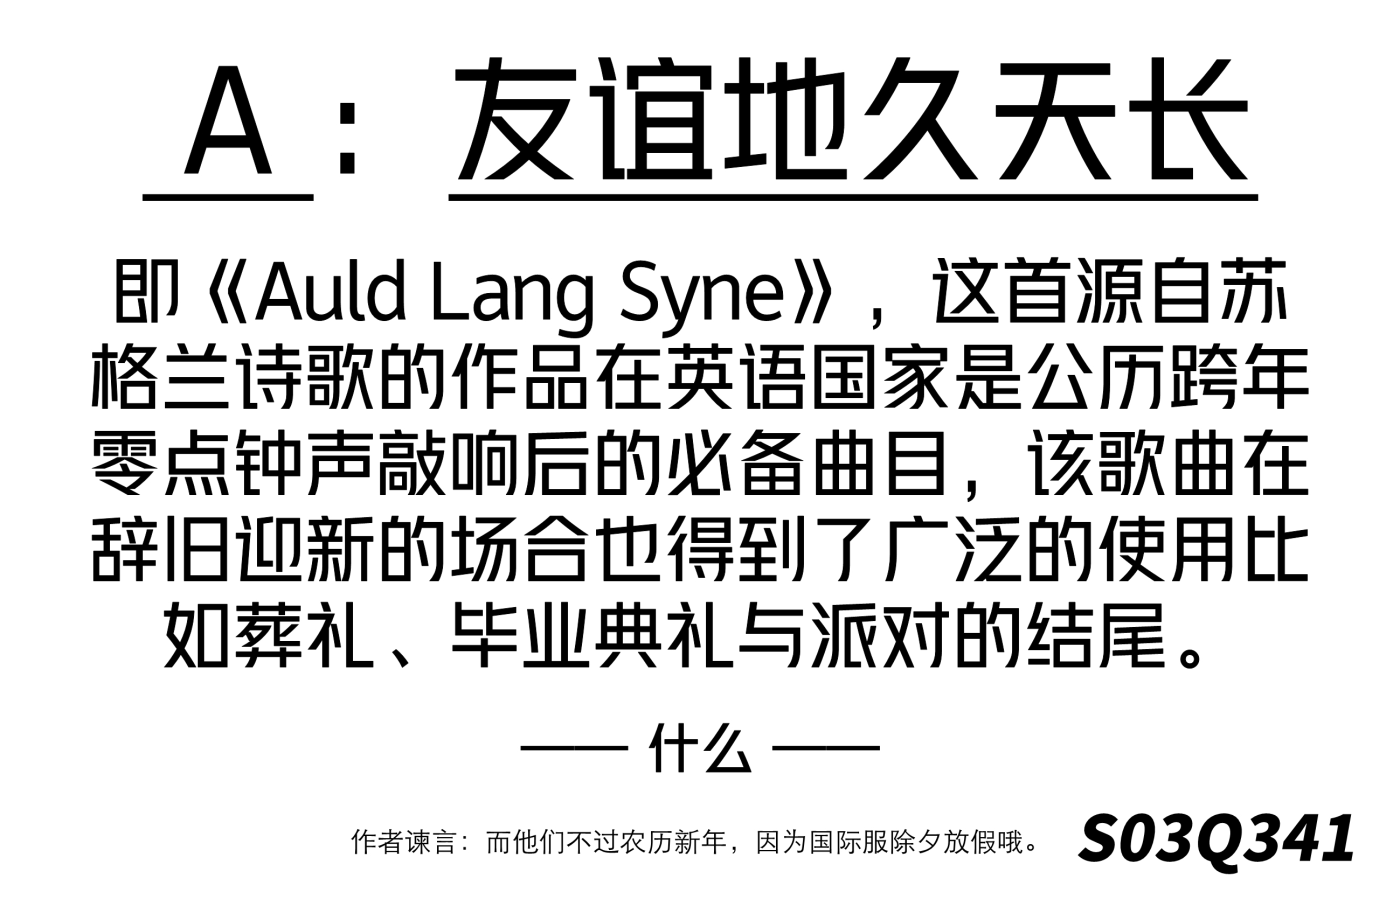 A：友谊地久天长
即《Auld Lang Syne》，这首源自苏
格兰诗歌的作品在英语国家是公历跨年
零点钟声敲响后的必备曲目，该歌曲在
辞旧迎新的场合也得到了广泛的使用比
如葬礼、毕业典礼与派对的结尾。
—— 什么 ——
作者谏言：而他们不过农历新年，因为国际服除夕放假哦。
S03Q341